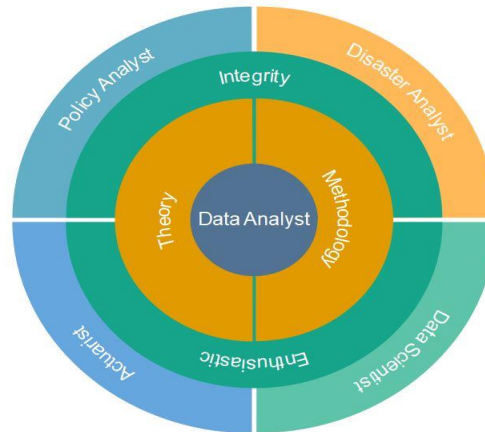 Policy Analyst
Disaster Analyst
Integrity
Theory
Data Analyst
Methodology
Enthusiastic
Actuarist
Data Scientist